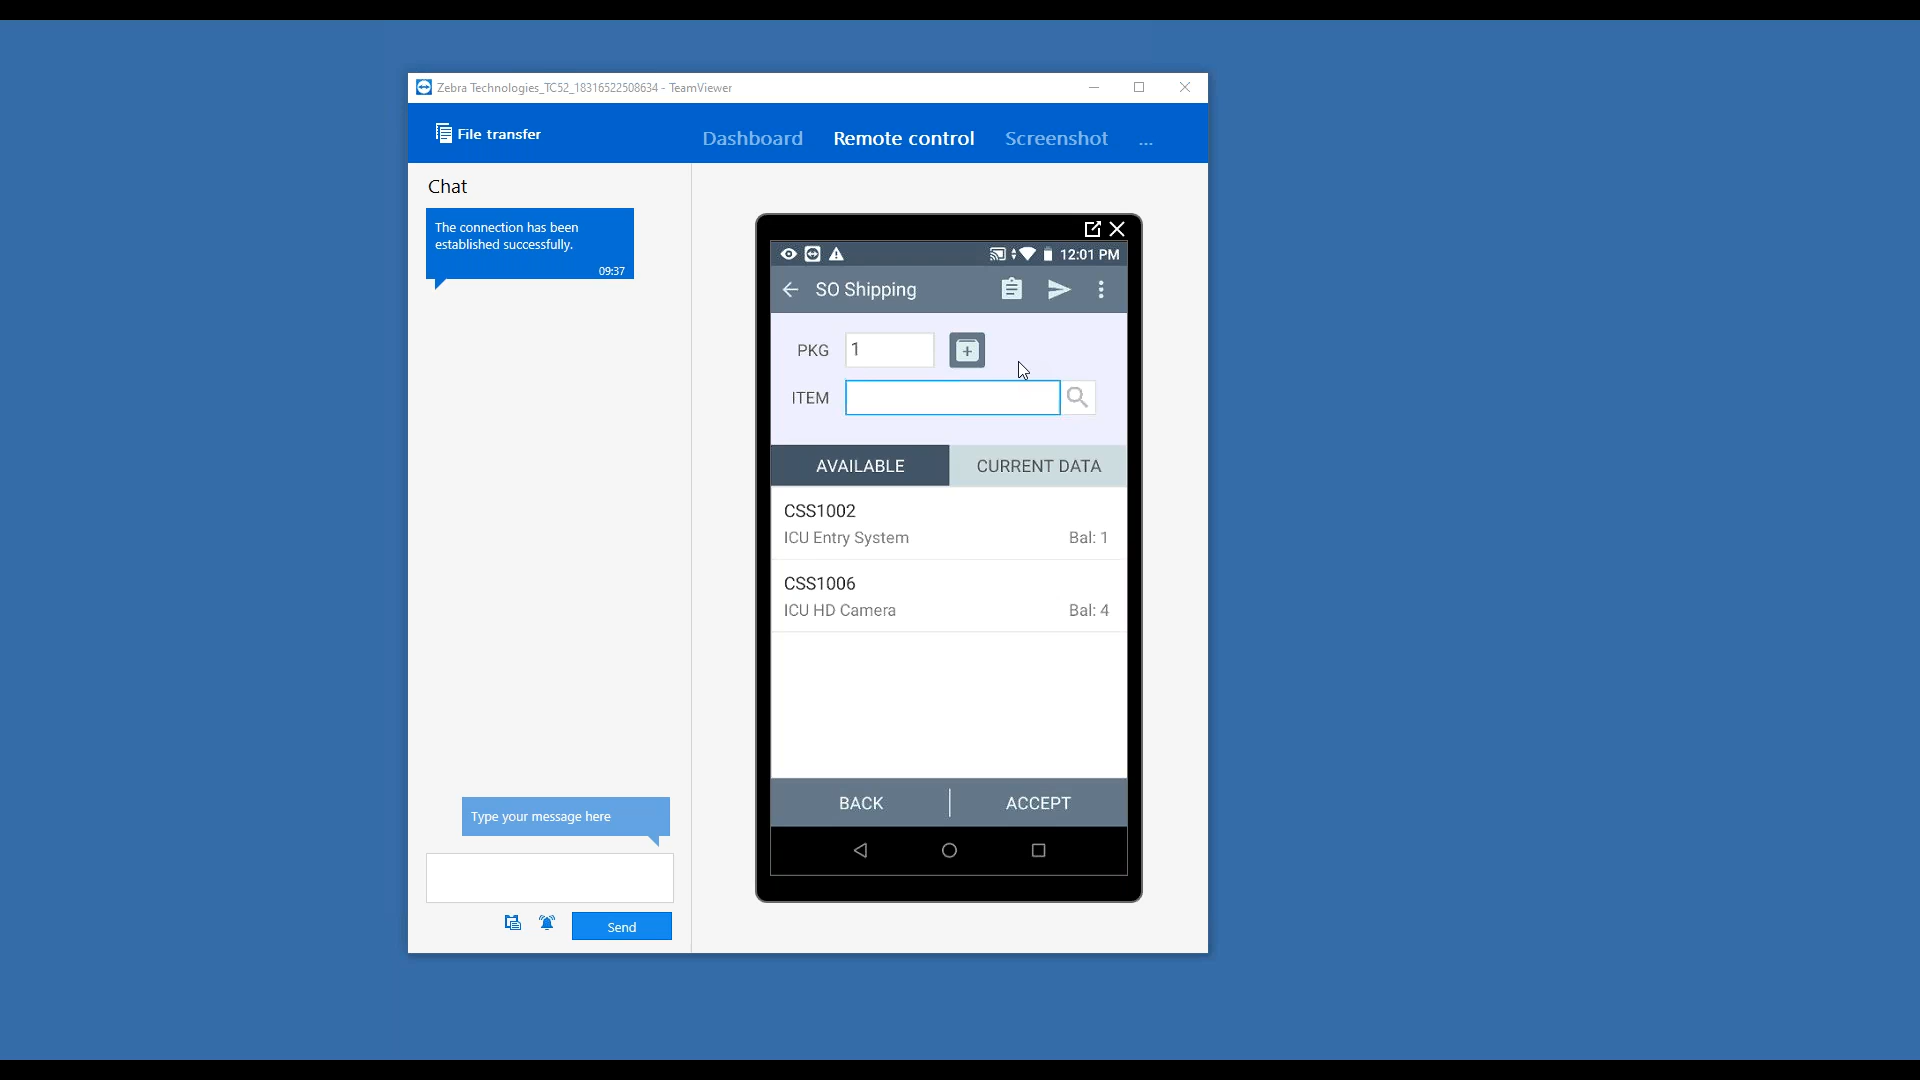 Zebra Technologies_TC52_18316522508634 - TeamViewer
File transfer
Dashboard
Remote control
Screenshot
...
Chat
The connection has been
established successfully.
09:37
Type your message here
Send
12:01 PM
SO Shipping
PKG
1
ITEM
AVAILABLE
CURRENT DATA
CSS1002
ICU Entry System
Bal: 1
CSS1006
ICU HD Camera
Bal: 4
BACK
ACCEPT